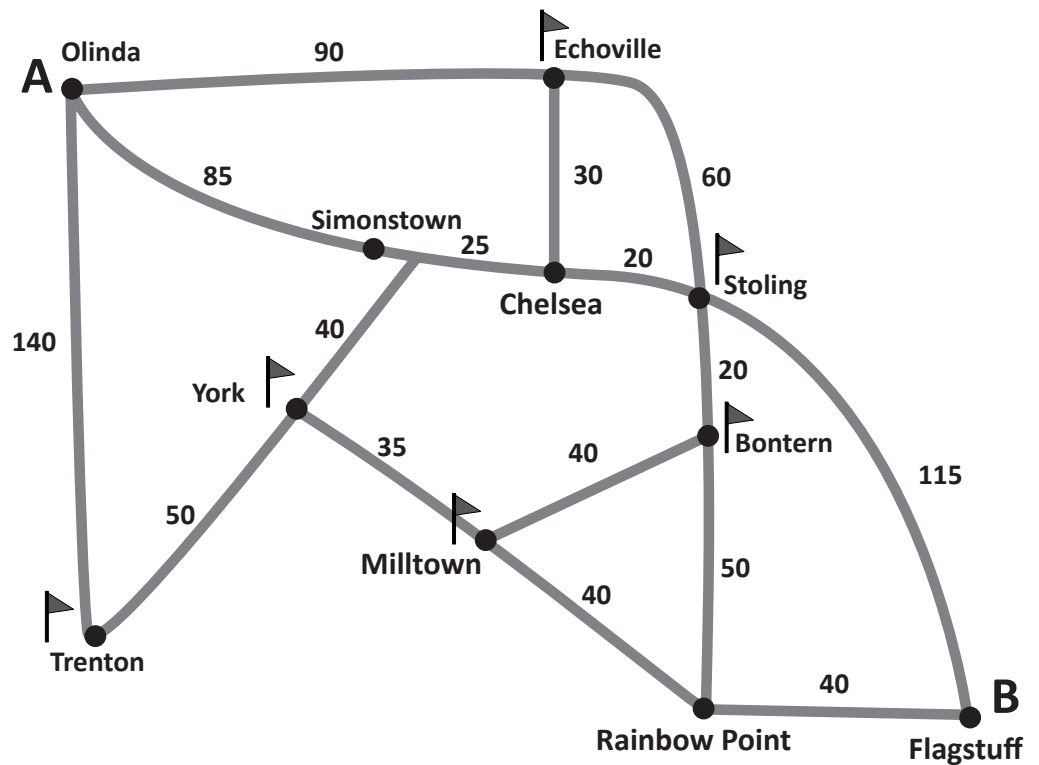 Olinda
A
90
Echoville
85
30
60
Simonstown
25
20
Chelsea
Stoling
140
40
20
York
35
40
Bontern
115
50
Milltown
50
40
Trenton
40
B
Rainbow Point
Flagstuff